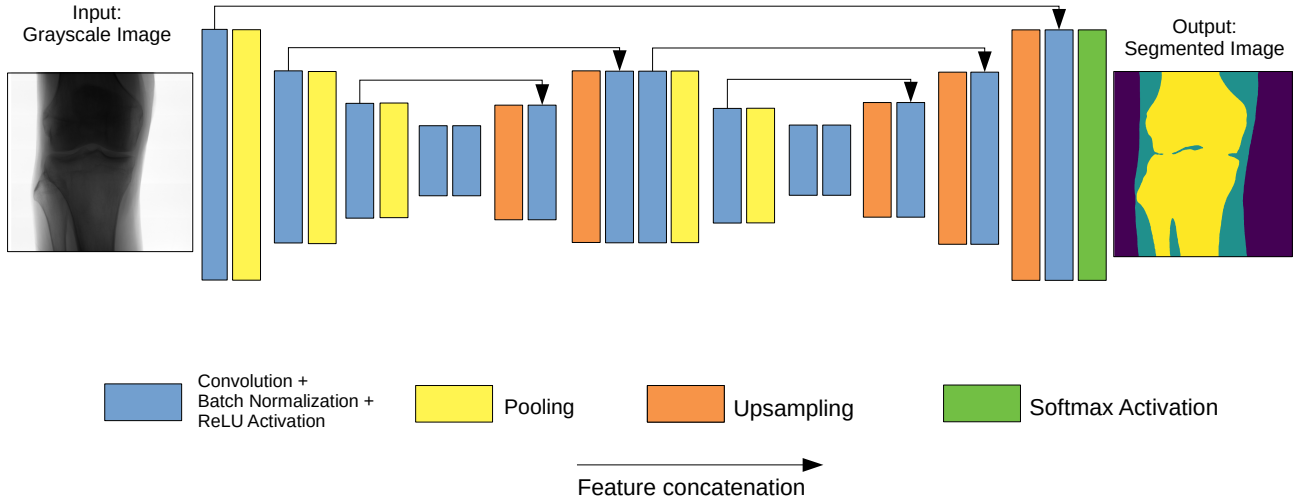 Input:
Grayscale Image
Output:
Segmented Image
Convolution +
Batch Normalization +
ReLU Activation
Pooling
Upsampling
Softmax Activation
Feature concatenation